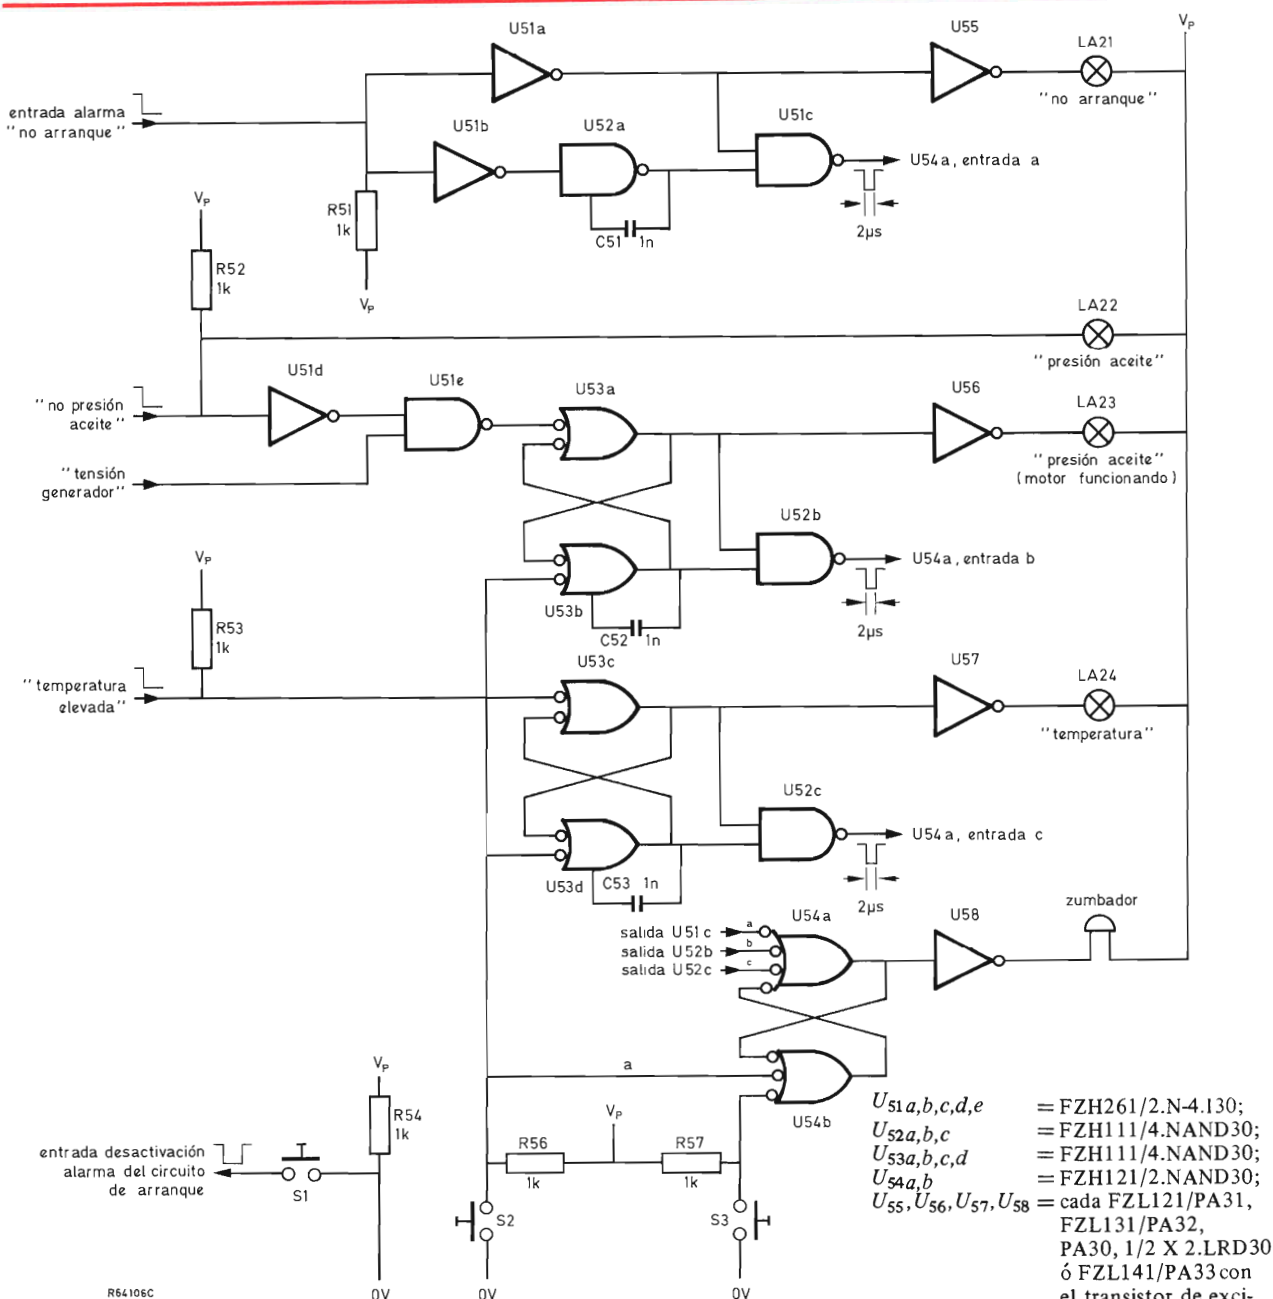 U51a
U55
LA21
Vp
entrada alarma
"no arranque"
"no arranque"
U51b
U52a
U51c
U54a, entrada a
R51
1k
Vp
C51 1n
2µs
Vp
R52
1k
LA22
"presión aceite"
U51d
U51e
U53a
U56
LA23
"no presión
aceite"
"presión aceite"
(motor funcionando)
"tensión
generador"
U52b
U54a, entrada b
U53b
C52 1n
2µs
Vp
R53
1k
U53c
U57
LA24
"temperatura
elevada"
"temperatura"
U52c
U54a, entrada c
U53d
C53 1n
2µs
U54a
U58
zumbador
salida U51c a
salida U52b b
salida U52c c
a
U54b
Vp
R54
1k
Vp
R56
1k
R57
1k
entrada desactivación
alarma del circuito
de arranque
S1
S2
S3
0V
0V
0V
R64106C
U51a,b,c,d,e = FZH261/2.N-4.I30;
U52a,b,c = FZH111/4.NAND30;
U53a,b,c,d = FZH111/4.NAND30;
U54a,b = FZH121/2.NAND30;
U55, U56, U57, U58 = cada FZL121/PA31,
FZL131/PA32,
PA30, 1/2 X 2.LRD30
ó FZL141/PA33 con
el transistor de exci-